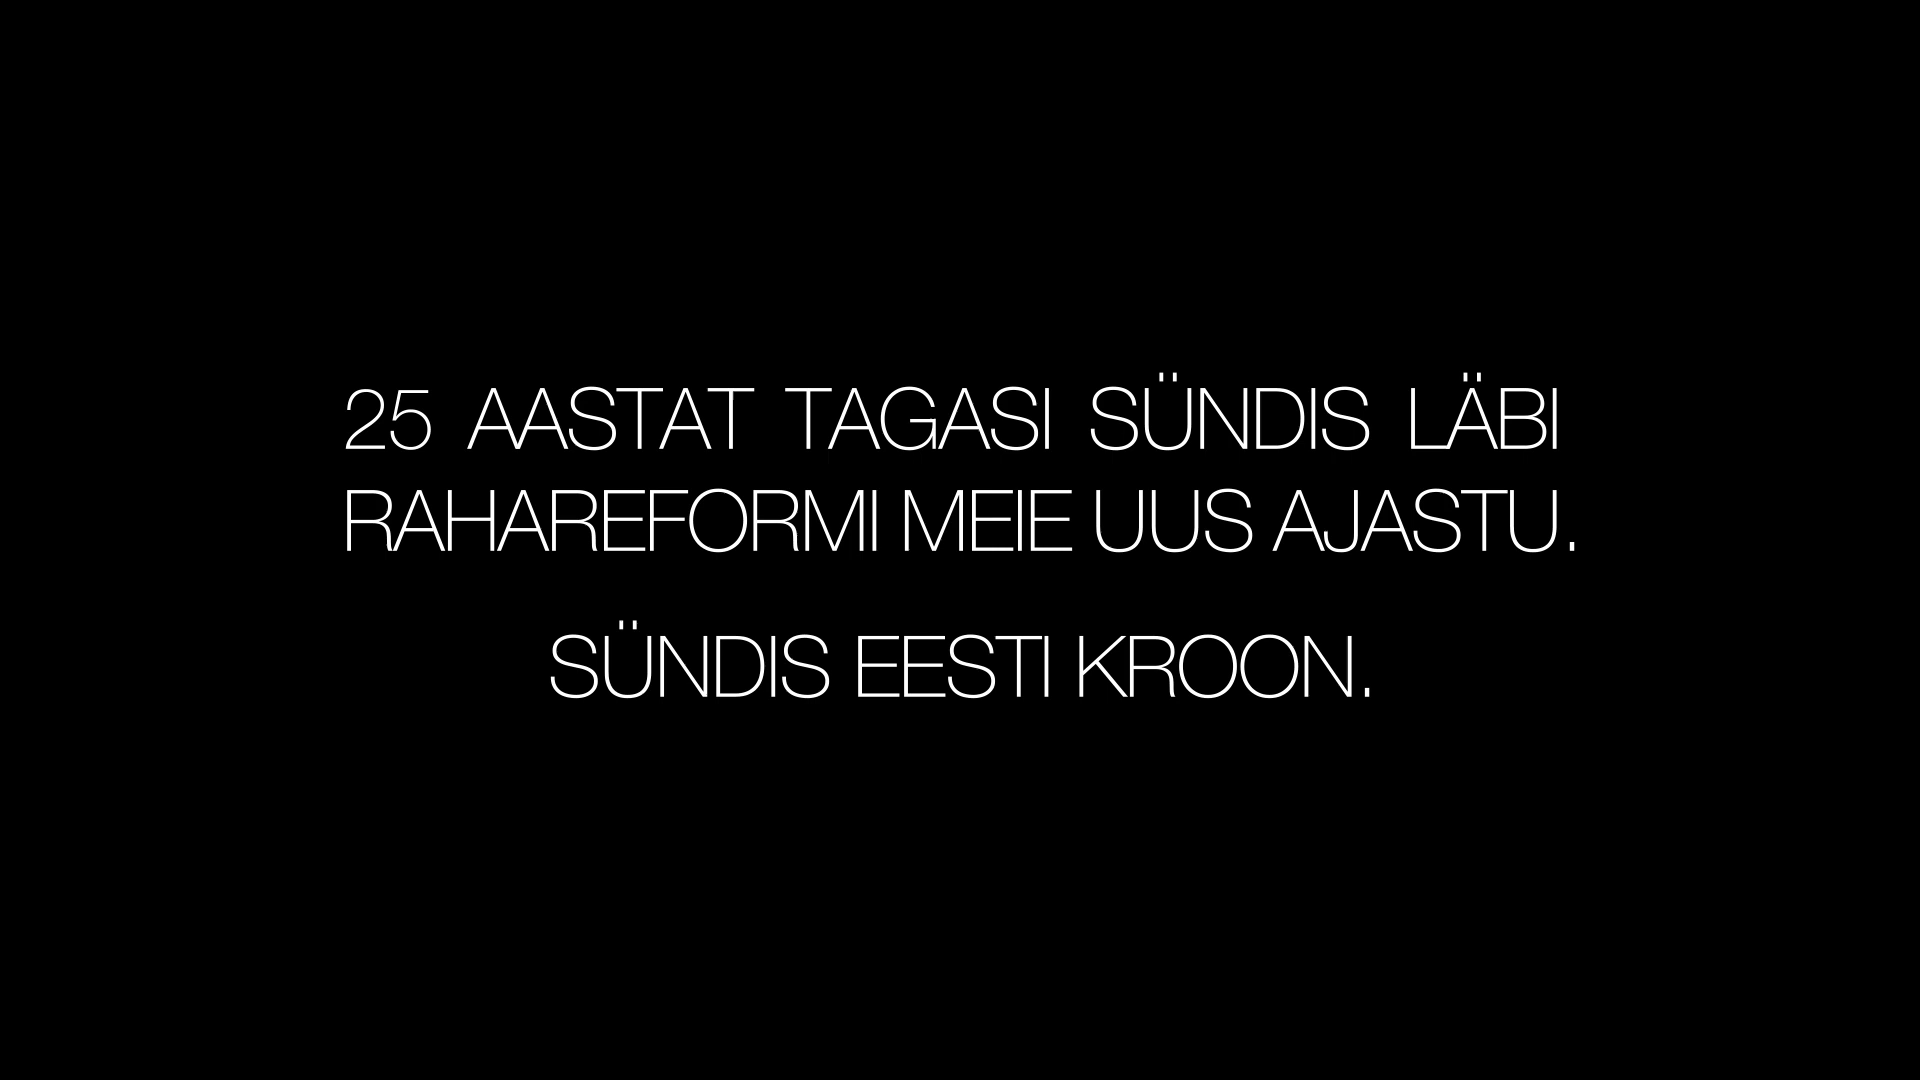 25 AASTAT TAGASI SÜNDIS LÄBI
RAHAREFORMI MEIE UUS AJASTU.
SÜNDIS EESTI KROON.